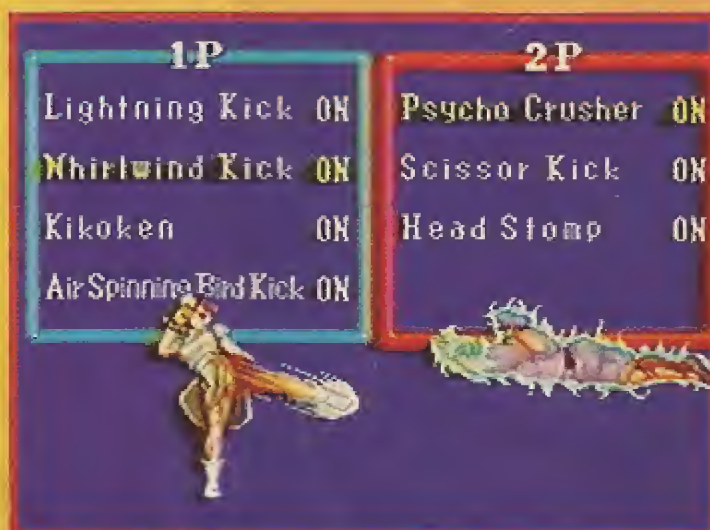 1P
Lightning Kick ON
Whirlwind Kick ON
Kikoken ON
Air Spinning Bird Kick ON
2P
Psycho Crusher ON
Scissor Kick ON
Head Stomp ON